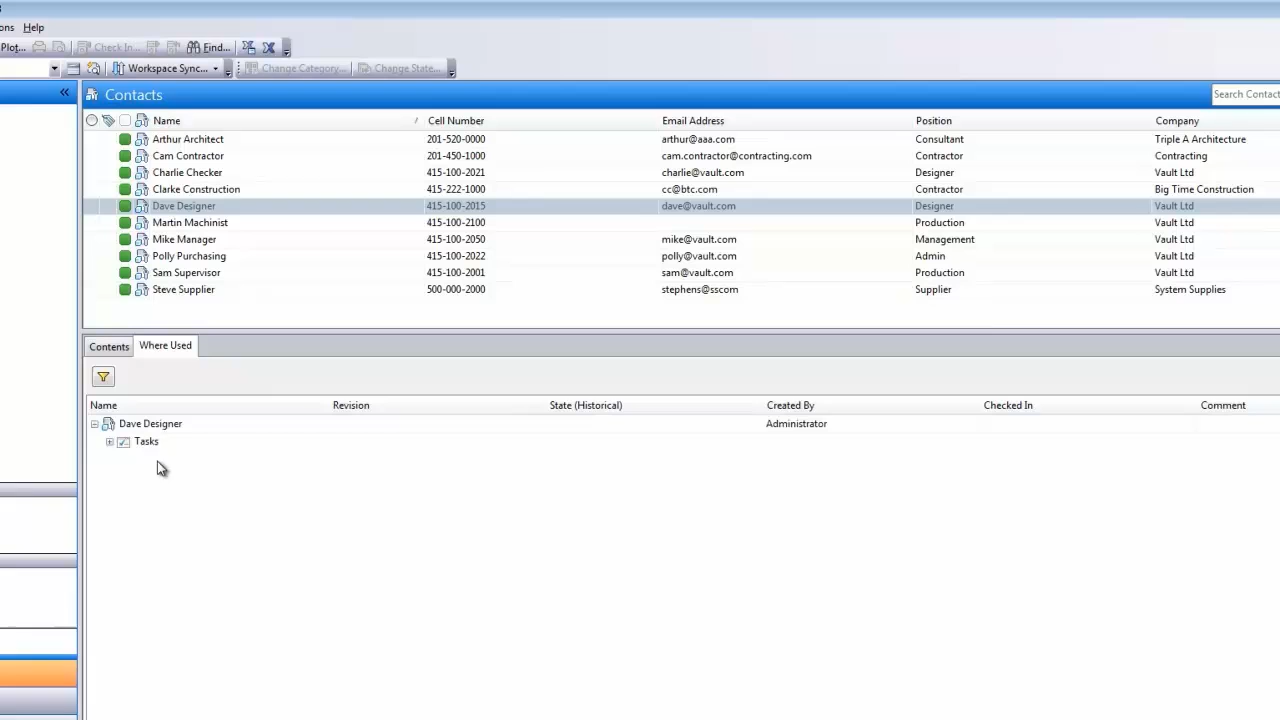 ons Help
Plot... Check In... Find...
Workspace Sync... Change Category... Change State...
« Contacts Search Contact
Name / Cell Number Email Address Position Company
Arthur Architect 201-520-0000 arthur@aaa.com Consultant Triple A Architecture
Cam Contractor 201-450-1000 cam.contractor@contracting.com Contractor Contracting
Charlie Checker 415-100-2021 charlie@vault.com Designer Vault Ltd
Clarke Construction 415-222-1000 cc@btc.com Contractor Big Time Construction
Dave Designer 415-100-2015 dave@vault.com Designer Vault Ltd
Martin Machinist 415-100-2100 Production Vault Ltd
Mike Manager 415-100-2050 mike@vault.com Management Vault Ltd
Polly Purchasing 415-100-2022 polly@vault.com Admin Vault Ltd
Sam Supervisor 415-100-2001 sam@vault.com Production Vault Ltd
Steve Supplier 500-000-2000 stephens@sscom Supplier System Supplies
Contents Where Used
Name Revision State (Historical) Created By Checked In Comment
Dave Designer Administrator
Tasks